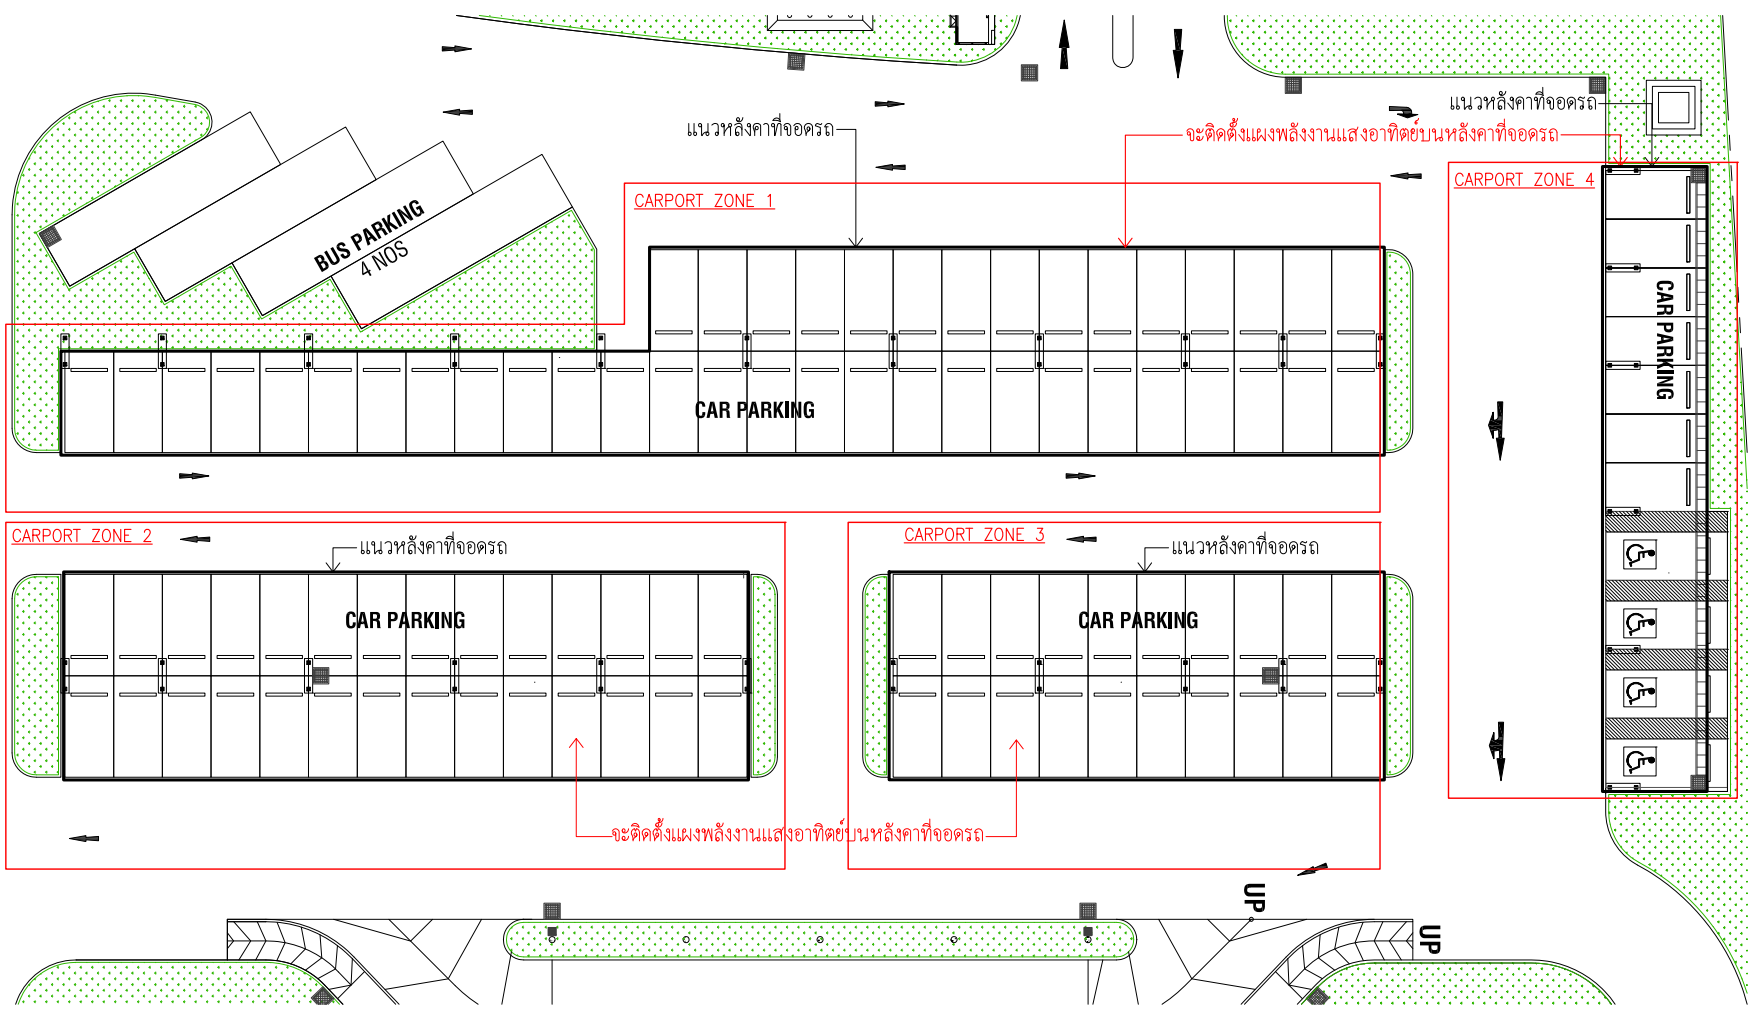 แนวหลังคาที่จอดรถ
แนวหลังคาที่จอดรถ
จะติดตั้งแผงพลังงานแสงอาทิตย์บนหลังคาที่จอดรถ
CARPORT ZONE 1
CARPORT ZONE 4
BUS PARKING
4 NOS
CAR PARKING
CAR PARKING
CARPORT ZONE 2
แนวหลังคาที่จอดรถ
CARPORT ZONE 3
แนวหลังคาที่จอดรถ
CAR PARKING
CAR PARKING
จะติดตั้งแผงพลังงานแสงอาทิตย์บนหลังคาที่จอดรถ
UP
UP